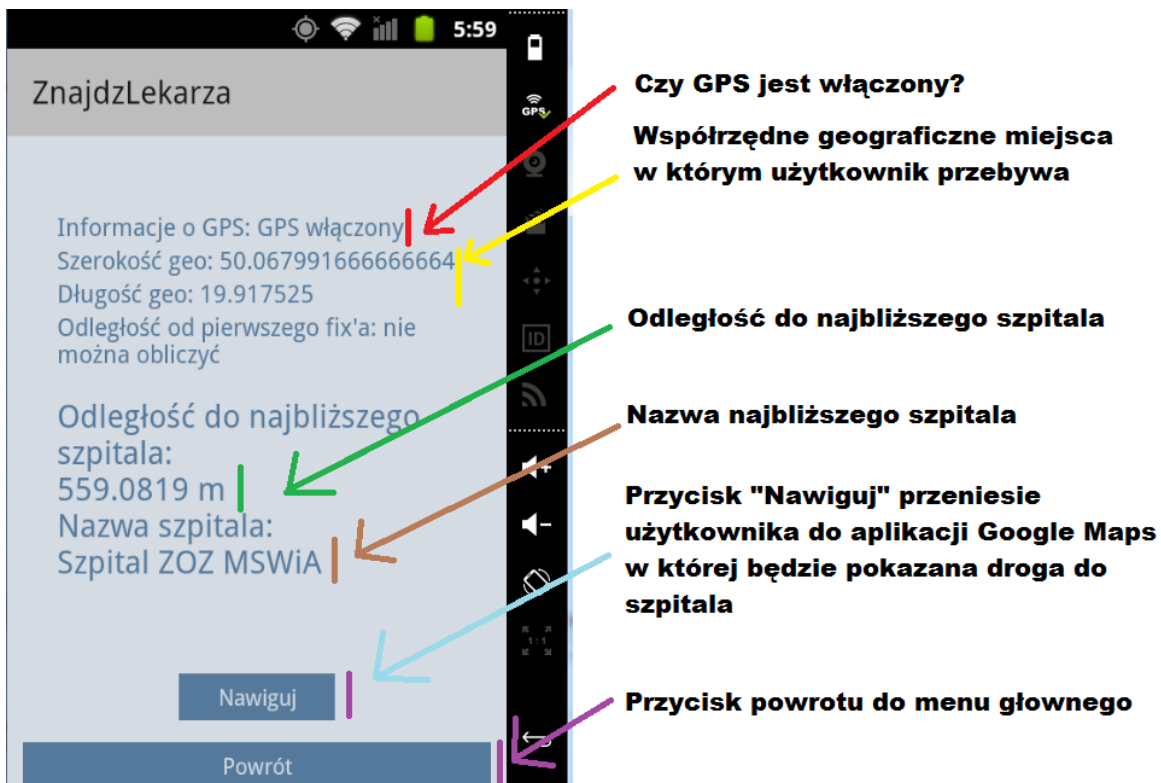 5:59
ZnajdzLekarza
GPS
Informacje o GPS: GPS włączony
Szerokość geo: 50.067991666666664
Długość geo: 19.917525
Odległość od pierwszego fix'a: nie
można obliczyć
ID
Odległość do najbliższego
szpitala:
559.0819 m
Nazwa szpitala:
Szpital ZOZ MSWiA
1:1
Nawiguj
Powrót
Czy GPS jest włączony?
Współrzędne geograficzne miejsca
w którym użytkownik przebywa
Odległość do najbliższego szpitala
Nazwa najbliższego szpitala
Przycisk "Nawiguj" przeniesie
użytkownika do aplikacji Google Maps
w której będzie pokazana droga do
szpitala
Przycisk powrotu do menu głownego